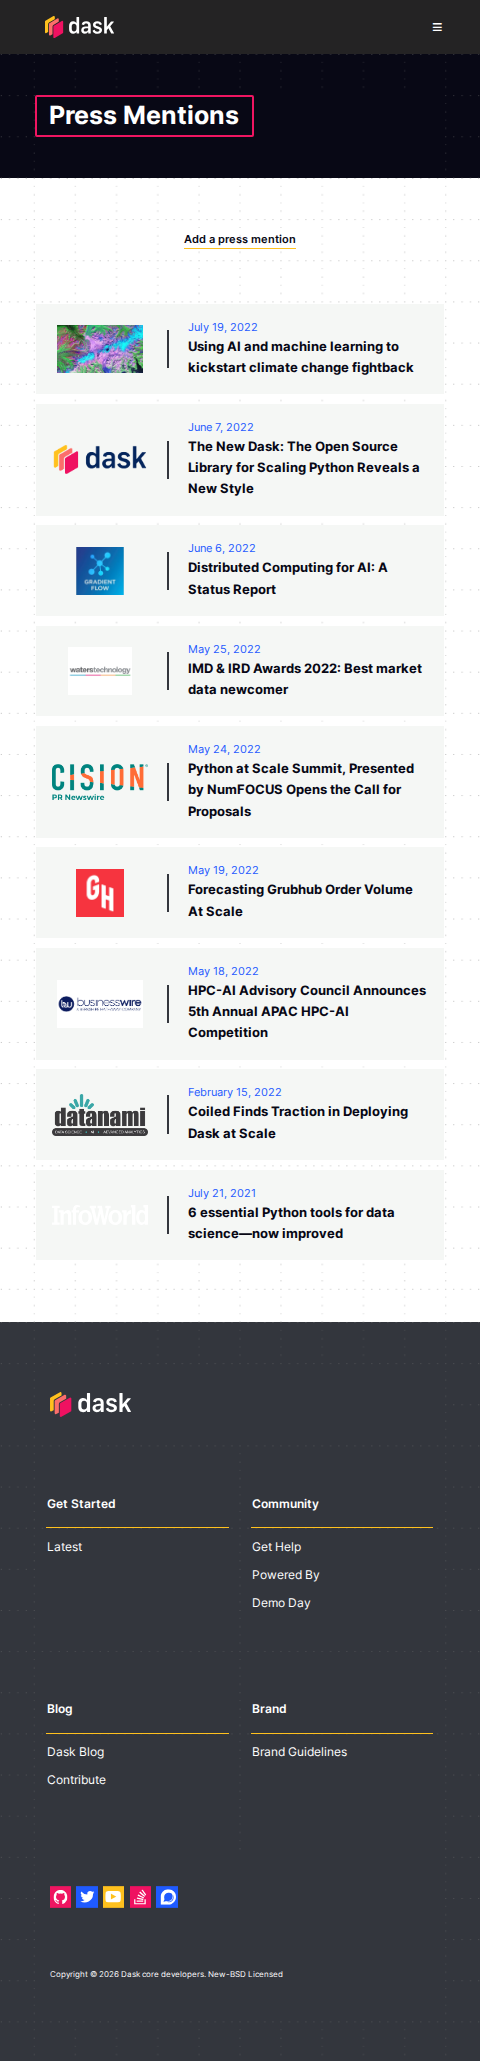 dask
Press Mentions
Add a press mention
July 19, 2022
Using AI and machine learning to
kickstart climate change fightback
dask
June 7, 2022
The New Dask: The Open Source
Library for Scaling Python Reveals a
New Style
GRADIENT
FLOW
June 6, 2022
Distributed Computing for AI: A
Status Report
waterstechnology
May 25, 2022
IMD & IRD Awards 2022: Best market
data newcomer
CISION
PR Newswire
May 24, 2022
Python at Scale Summit, Presented
by NumFOCUS Opens the Call for
Proposals
GH
May 19, 2022
Forecasting Grubhub Order Volume
At Scale
businesswire
May 18, 2022
HPC-AI Advisory Council Announces
5th Annual APAC HPC-AI
Competition
datanami
DATA SCIENCE • AI • ADVANCED ANALYTICS
February 15, 2022
Coiled Finds Traction in Deploying
Dask at Scale
InfoWorld
July 21, 2021
6 essential Python tools for data
science—now improved
dask
Get Started
Latest
Community
Get Help
Powered By
Demo Day
Blog
Dask Blog
Contribute
Brand
Brand Guidelines
Copyright © 2026 Dask core developers. New-BSD Licensed